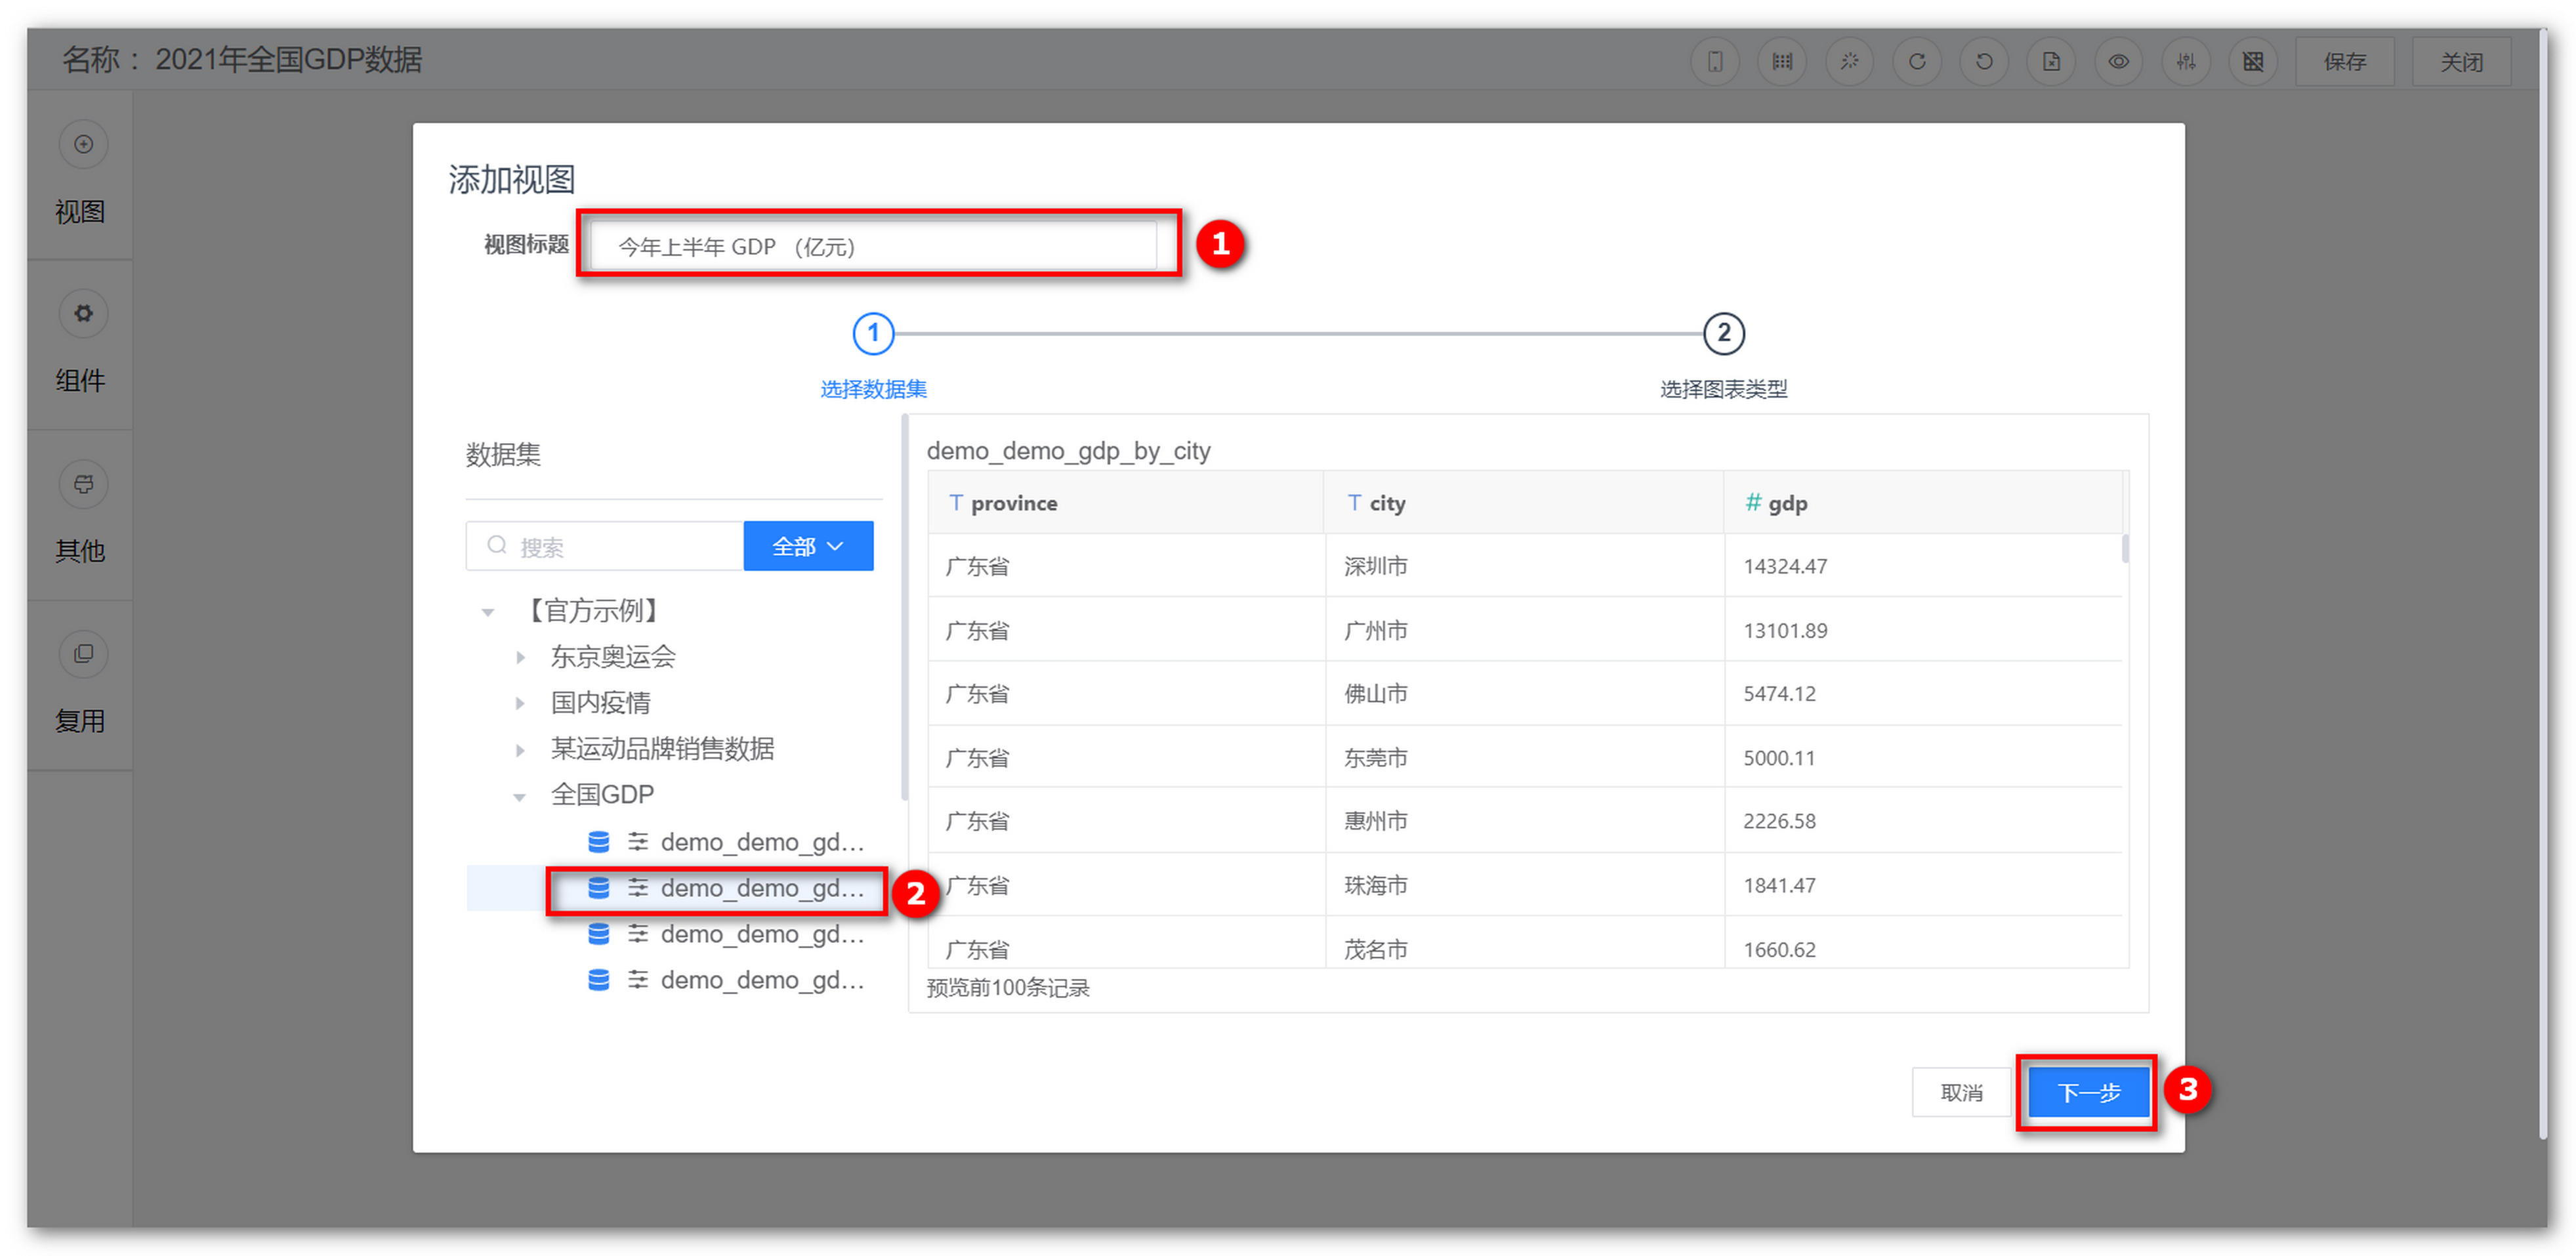 名称： 2021年全国GDP数据
保存
关闭
视图
组件
其他
复用
添加视图
视图标题
今年上半年 GDP （亿元）
1
1
2
选择数据集
选择图表类型
数据集
搜索
全部
【官方示例】
东京奥运会
国内疫情
某运动品牌销售数据
全国GDP
demo_demo_gd...
demo_demo_gd...
2
demo_demo_gd...
demo_demo_gd...
demo_demo_gdp_by_city
T province T city # gdp
广东省 深圳市 14324.47
广东省 广州市 13101.89
广东省 佛山市 5474.12
广东省 东莞市 5000.11
广东省 惠州市 2226.58
广东省 珠海市 1841.47
广东省 茂名市 1660.62
预览前100条记录
取消
下一步
3